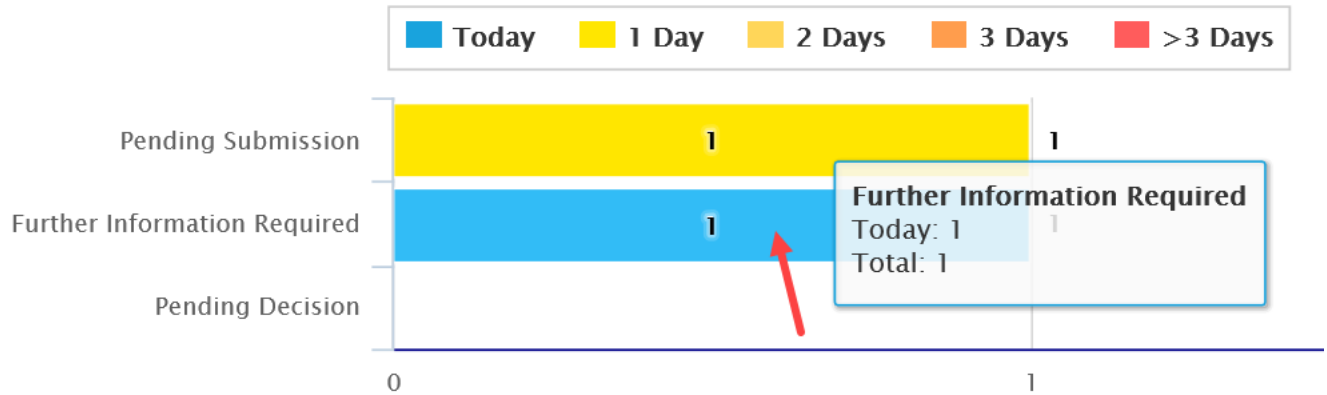 Today 1 Day 2 Days 3 Days >3 Days
Pending Submission 1 1
Further Information Required 1 1
Further Information Required
Today: 1
Total: 1
Pending Decision
0 1